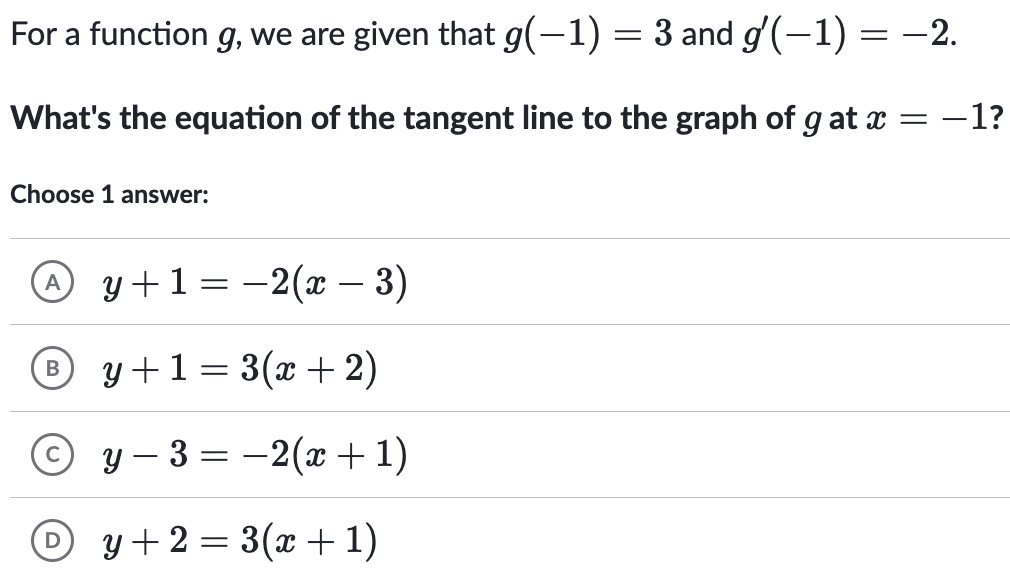 For a function g, we are given that g(−1) = 3 and g′(−1) = −2.
What's the equation of the tangent line to the graph of g at x = −1?
Choose 1 answer:
A y + 1 = −2(x − 3)
B y + 1 = 3(x + 2)
C y − 3 = −2(x + 1)
D y + 2 = 3(x + 1)